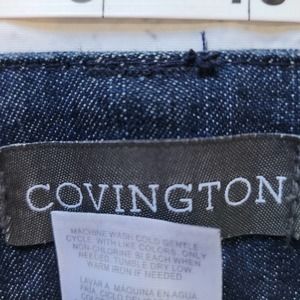 COVINGTON
MACHINE WASH COLD GENTLE
CYCLE, WITH LIKE COLORS. ONLY
NON-CHLORINE BLEACH WHEN
NEEDED. TUMBLE DRY LOW.
WARM IRON IF NEEDED.
LAVAR A MAQUINA EN AGUA